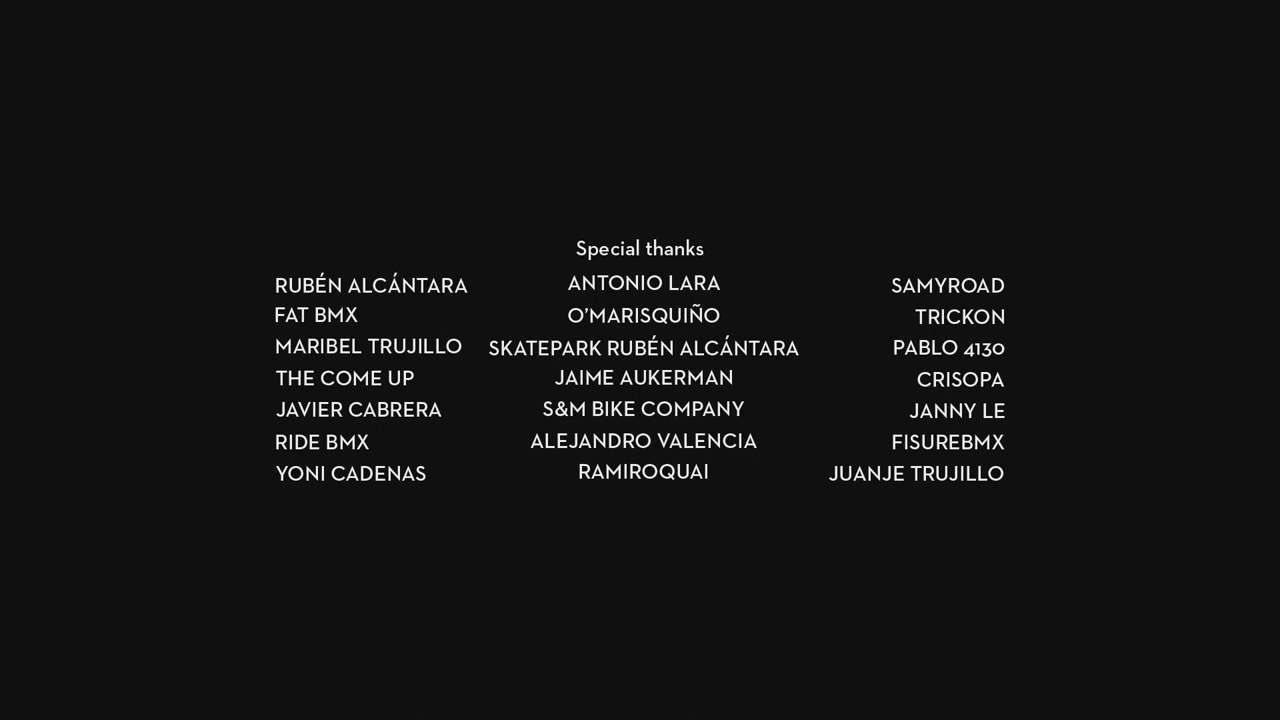 Special thanks
RUBÉN ALCÁNTARA
FAT BMX
MARIBEL TRUJILLO
THE COME UP
JAVIER CABRERA
RIDE BMX
YONI CADENAS
ANTONIO LARA
O’MARISQUIÑO
SKATEPARK RUBÉN ALCÁNTARA
JAIME AUKERMAN
S&M BIKE COMPANY
ALEJANDRO VALENCIA
RAMIROQUAI
SAMYROAD
TRICKON
PABLO 4130
CRISOPA
JANNY LE
FISUREBMX
JUANJE TRUJILLO